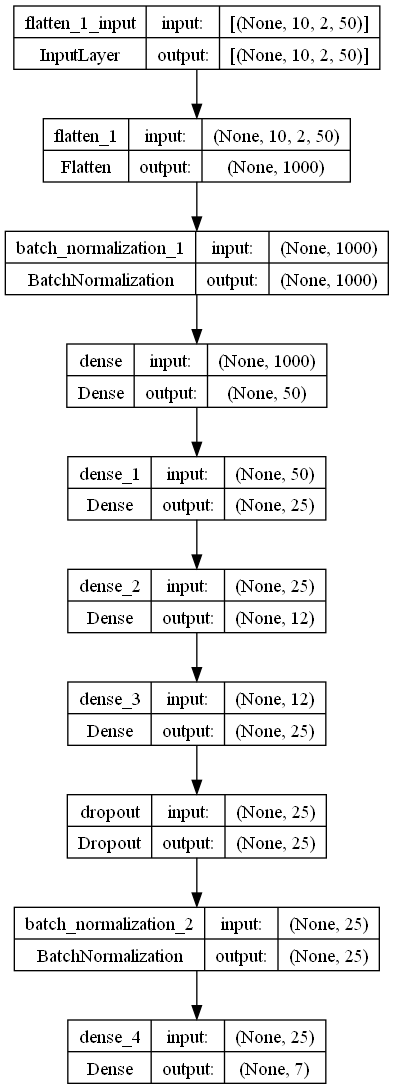 flatten_1_input input: [(None, 10, 2, 50)]
InputLayer output: [(None, 10, 2, 50)]
flatten_1 input: (None, 10, 2, 50)
Flatten output: (None, 1000)
batch_normalization_1 input: (None, 1000)
BatchNormalization output: (None, 1000)
dense input: (None, 1000)
Dense output: (None, 50)
dense_1 input: (None, 50)
Dense output: (None, 25)
dense_2 input: (None, 25)
Dense output: (None, 12)
dense_3 input: (None, 12)
Dense output: (None, 25)
dropout input: (None, 25)
Dropout output: (None, 25)
batch_normalization_2 input: (None, 25)
BatchNormalization output: (None, 25)
dense_4 input: (None, 25)
Dense output: (None, 7)